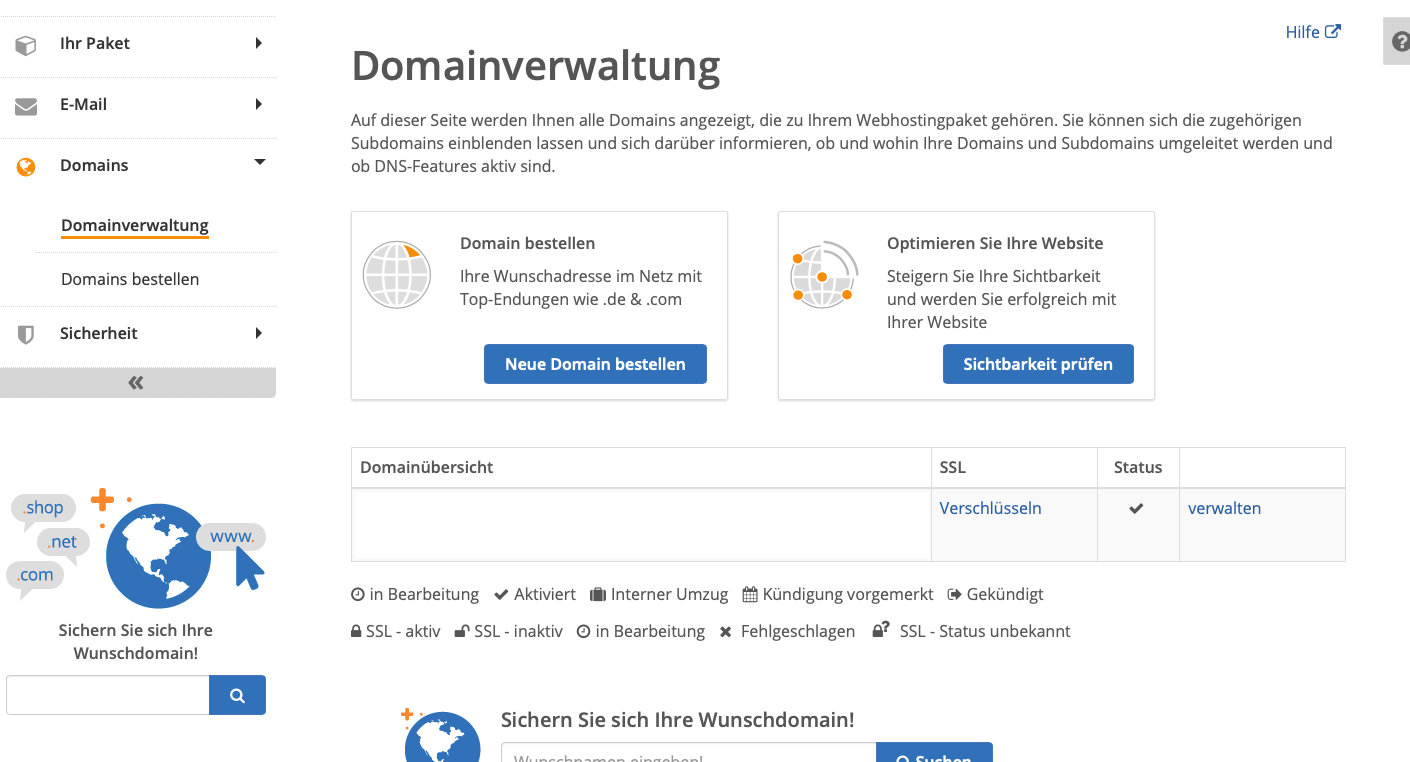 Ihr Paket
E-Mail
Domains
Domainverwaltung
Domains bestellen
Sicherheit
.shop
.net
.com
www.
Sichern Sie sich Ihre
Wunschdomain!
Hilfe
Domainverwaltung
Auf dieser Seite werden Ihnen alle Domains angezeigt, die zu Ihrem Webhostingpaket gehören. Sie können sich die zugehörigen
Subdomains einblenden lassen und sich darüber informieren, ob und wohin Ihre Domains und Subdomains umgeleitet werden und
ob DNS-Features aktiv sind.
Domain bestellen
Ihre Wunschadresse im Netz mit
Top-Endungen wie .de & .com
Neue Domain bestellen
Optimieren Sie Ihre Website
Steigern Sie Ihre Sichtbarkeit
und werden Sie erfolgreich mit
Ihrer Website
Sichtbarkeit prüfen
Domainübersicht SSL Status
Verschlüsseln verwalten
in Bearbeitung Aktiviert Interner Umzug Kündigung vorgemerkt Gekündigt
SSL - aktiv SSL - inaktiv in Bearbeitung Fehlgeschlagen SSL - Status unbekannt
Sichern Sie sich Ihre Wunschdomain!
Wunschnamen eingeben! Suchen